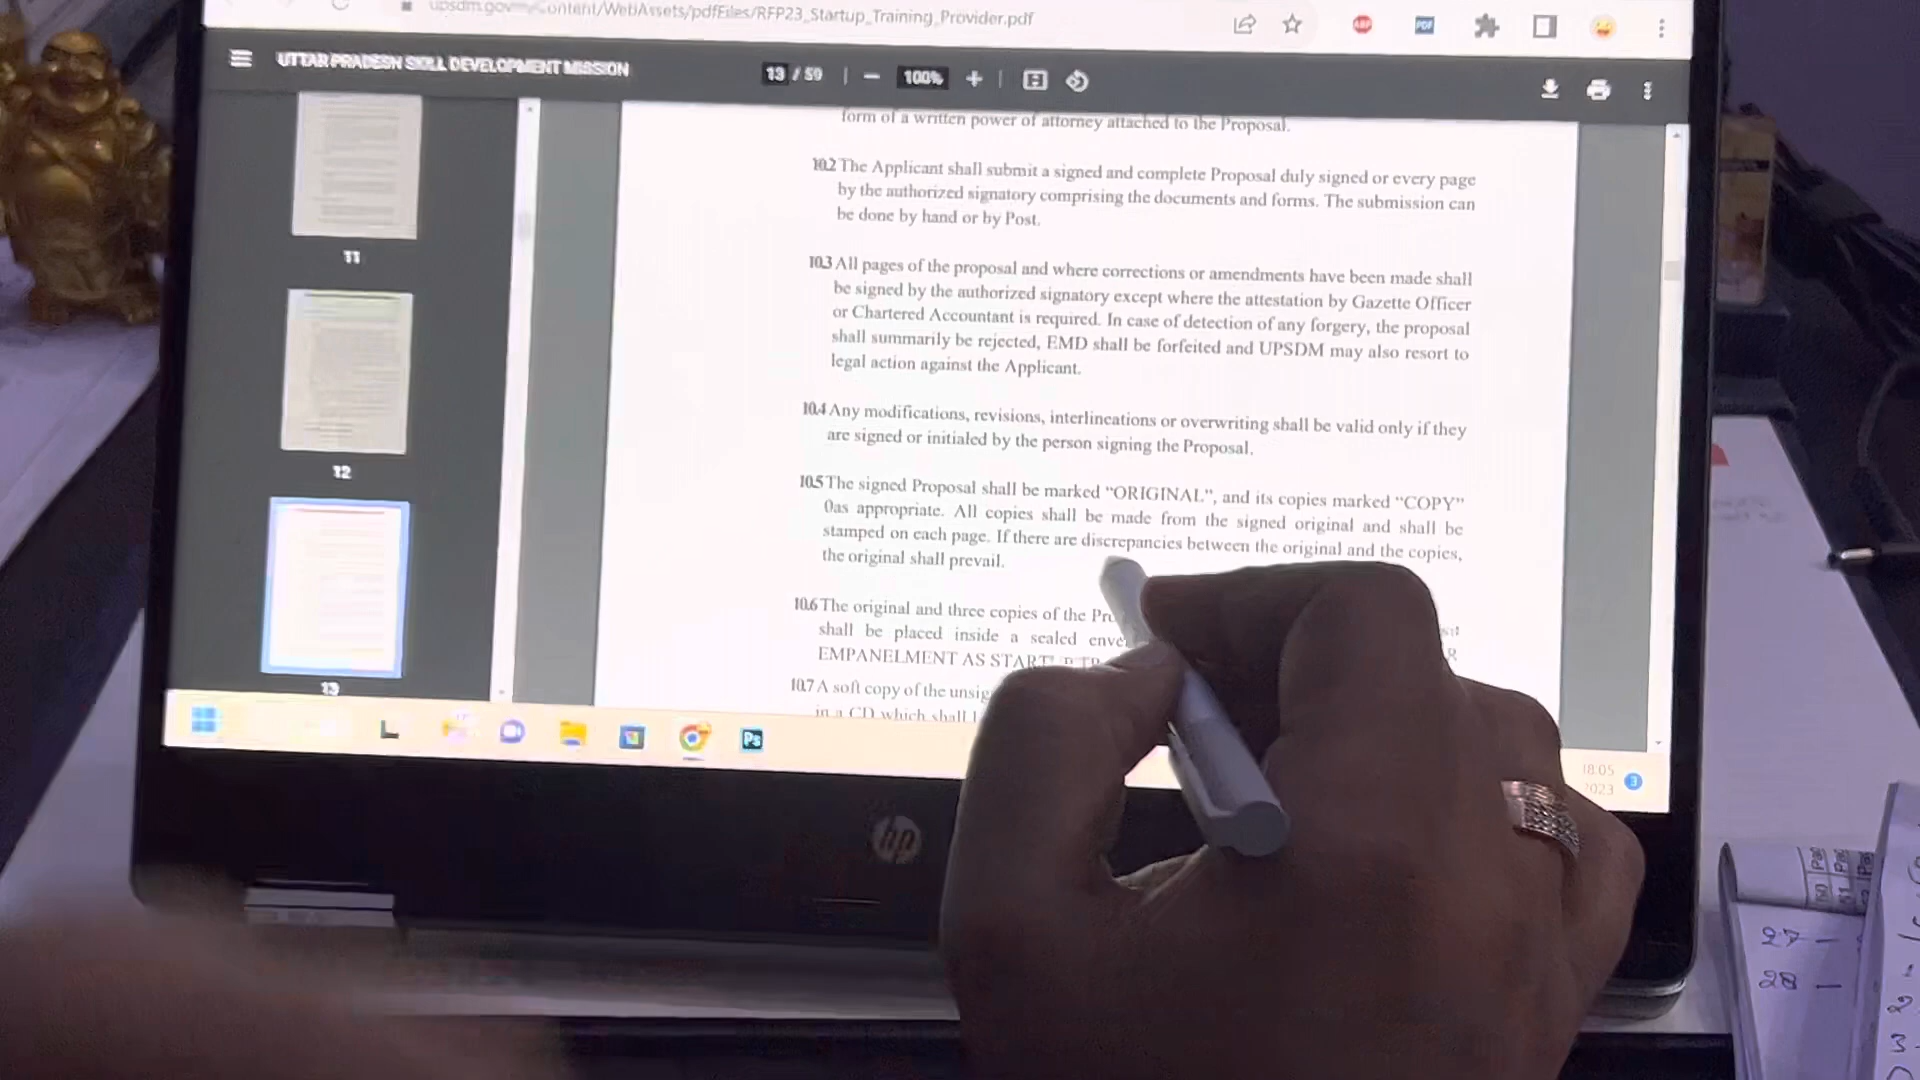 upsdm.gov
Content/WebAssets/pdfFiles/RFP23_Startup_Training_Provider.pdf
ABP
PDF
UTTAR PRADESH SKILL DEVELOPMENT MISSION
13 / 59
100%
form of a written power of attorney attached to the Proposal.
10.2 The Applicant shall submit a signed and complete Proposal duly signed or every page
by the authorized signatory comprising the documents and forms. The submission can
be done by hand or by Post.
11
10.3 All pages of the proposal and where corrections or amendments have been made shall
be signed by the authorized signatory except where the attestation by Gazette Officer
or Chartered Accountant is required. In case of detection of any forgery, the proposal
shall summarily be rejected, EMD shall be forfeited and UPSDM may also resort to
legal action against the Applicant.
10.4 Any modifications, revisions, interlineations or overwriting shall be valid only if they
are signed or initialed by the person signing the Proposal.
12
10.5 The signed Proposal shall be marked “ORIGINAL”, and its copies marked “COPY”
0as appropriate. All copies shall be made from the signed original and shall be
stamped on each page. If there are discrepancies between the original and the copies,
the original shall prevail.
10.6 The original and three copies of the
shall be placed inside a sealed
EMPANELMENT AS
13
10.7 A soft copy of the
in a CD which shall
Ps
18:05
2023
3
hp
27 -
28 -